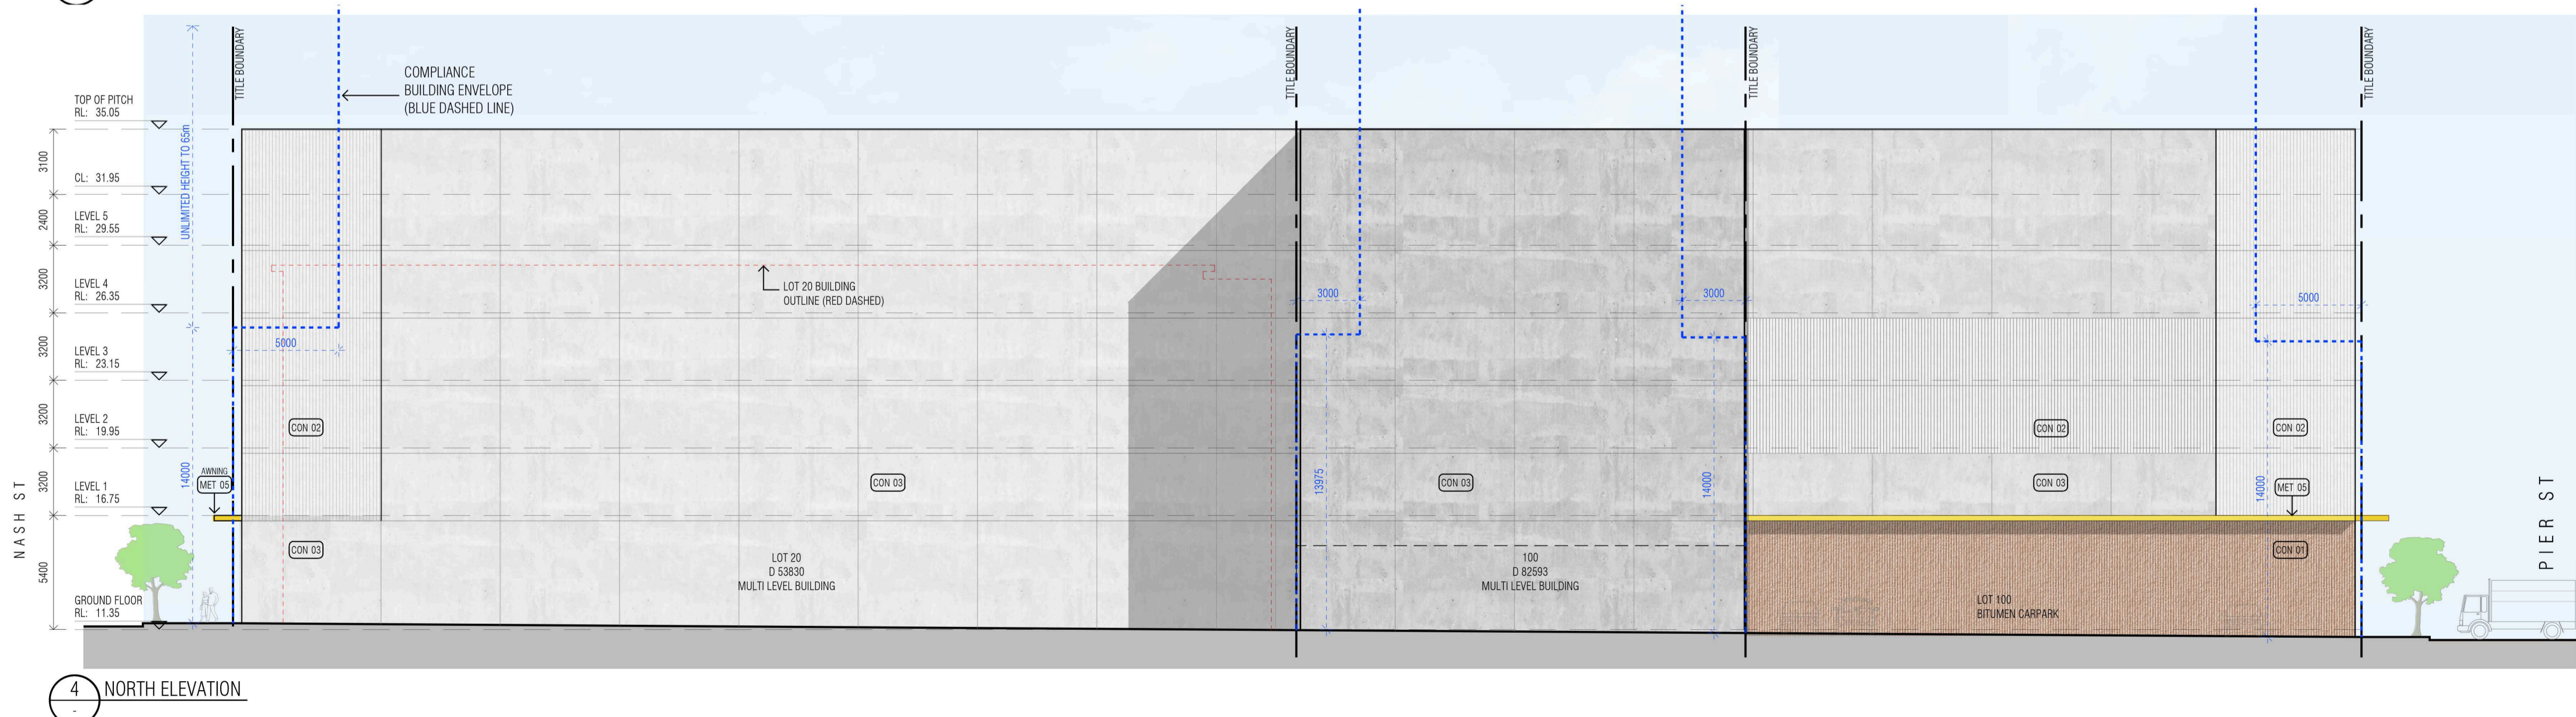 TITLE BOUNDARY
TITLE BOUNDARY
TITLE BOUNDARY
TITLE BOUNDARY
COMPLIANCE
BUILDING ENVELOPE
(BLUE DASHED LINE)
UNLIMITED HEIGHT TO 65m
TOP OF PITCH
RL: 35.05
3100
CL: 31.95
2400
LEVEL 5
RL: 29.55
3200
LEVEL 4
RL: 26.35
3200
LEVEL 3
RL: 23.15
3200
LEVEL 2
RL: 19.95
3200
LEVEL 1
RL: 16.75
5400
GROUND FLOOR
RL: 11.35
NASH ST
14000
5000
AWNING
MET 05
CON 02
CON 03
LOT 20 BUILDING
OUTLINE (RED DASHED)
CON 03
LOT 20
D 53830
MULTI LEVEL BUILDING
3000
13975
CON 03
100
D 82593
MULTI LEVEL BUILDING
3000
14000
CON 02
CON 03
LOT 100
BITUMEN CARPARK
5000
14000
CON 02
MET 05
CON 01
PIER ST
4
-
NORTH ELEVATION